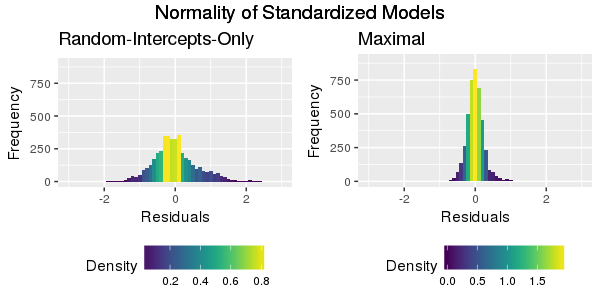 Normality of Standardized Models
Random-Intercepts-Only
Maximal
Frequency
750
500
250
0
-2
0
2
Residuals
Density
0.2
0.4
0.6
0.8
Frequency
750
500
250
0
-2
0
2
Residuals
Density
0.0
0.5
1.0
1.5